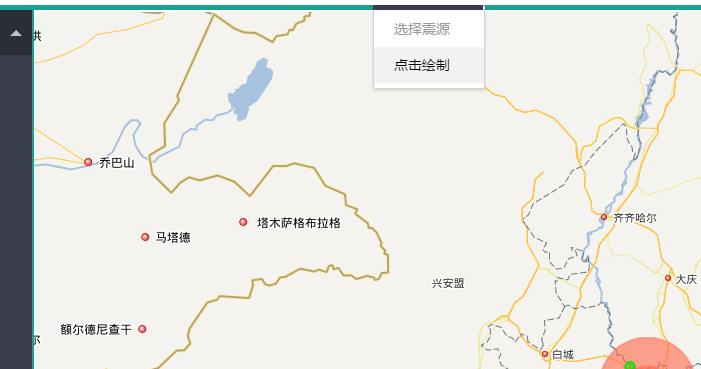 选择震源
点击绘制
乔巴山
塔木萨格布拉格
齐齐哈尔
马塔德
大庆
兴安盟
额尔德尼查干
白城